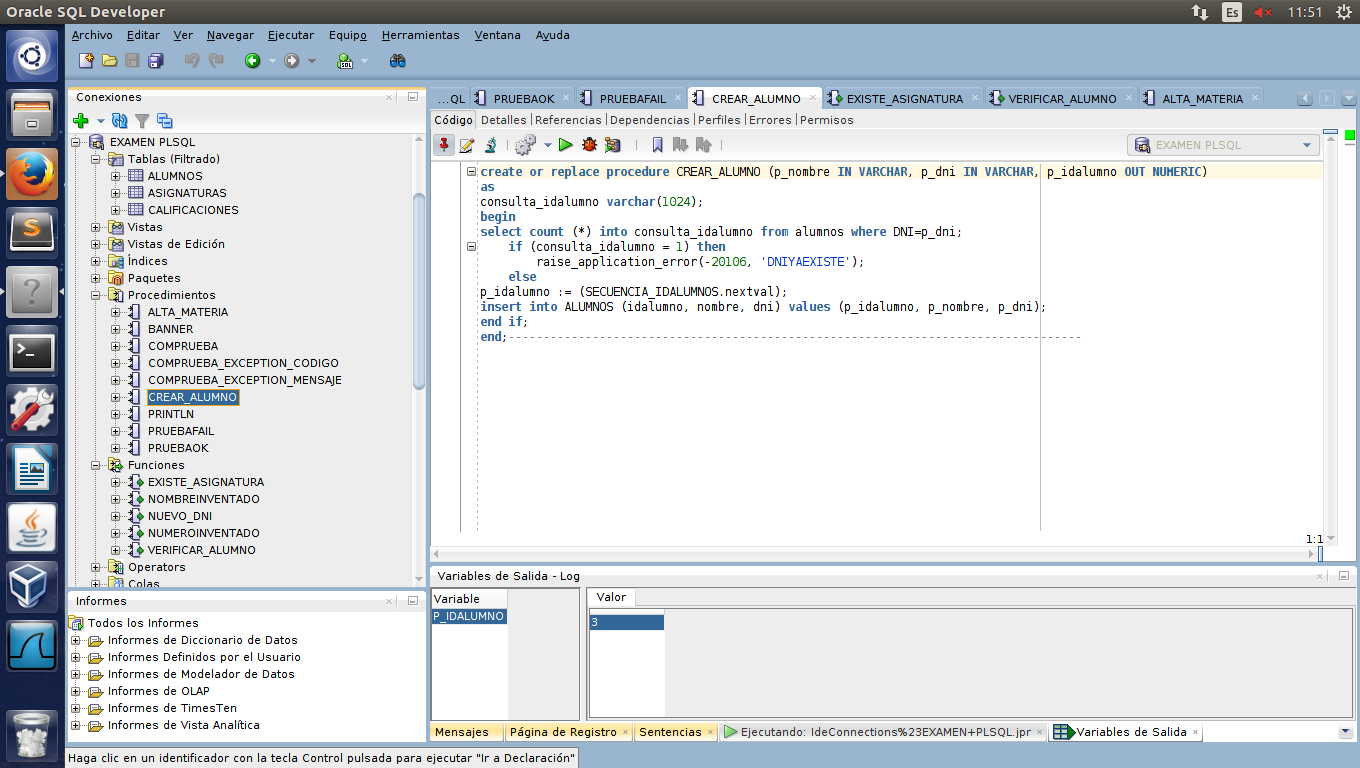 Oracle SQL Developer
Es
11:51
Archivo Editar Ver Navegar Ejecutar Equipo Herramientas Ventana Ayuda
Conexiones
EXAMEN PLSQL
Tablas (Filtrado)
ALUMNOS
ASIGNATURAS
CALIFICACIONES
Vistas
Vistas de Edición
Índices
Paquetes
Procedimientos
ALTA_MATERIA
BANNER
COMPRUEBA
COMPRUEBA_EXCEPTION_CODIGO
COMPRUEBA_EXCEPTION_MENSAJE
CREAR_ALUMNO
PRINTLN
PRUEBAFAIL
PRUEBAOK
Funciones
EXISTE_ASIGNATURA
NOMBREINVENTADO
NUEVO_DNI
NUMEROINVENTADO
VERIFICAR_ALUMNO
Operators
Colas
Informes
Todos los Informes
Informes de Diccionario de Datos
Informes Definidos por el Usuario
Informes de Modelador de Datos
Informes de OLAP
Informes de TimesTen
Informes de Vista Analítica
...QL PRUEBAOK PRUEBAFAIL CREAR_ALUMNO EXISTE_ASIGNATURA VERIFICAR_ALUMNO ALTA_MATERIA
Código Detalles Referencias Dependencias Perfiles Errores Permisos
SQL
EXAMEN PLSQL
create or replace procedure CREAR_ALUMNO (p_nombre IN VARCHAR, p_dni IN VARCHAR, p_idalumno OUT NUMERIC)
as
consulta_idalumno varchar(1024);
begin
select count (*) into consulta_idalumno from alumnos where DNI=p_dni;
if (consulta_idalumno = 1) then
raise_application_error(-20106, 'DNIYAEXISTE');
else
p_idalumno := (SECUENCIA_IDALUMNOS.nextval);
insert into ALUMNOS (idalumno, nombre, dni) values (p_idalumno, p_nombre, p_dni);
end if;
end;----------------------------------------------------------------------------------
1:1
Variables de Salida - Log
Variable
P_IDALUMNO
Valor
3
Mensajes Página de Registro Sentencias Ejecutando: IdeConnections%23EXAMEN+PLSQL.jpr Variables de Salida
Haga clic en un identificador con la tecla Control pulsada para ejecutar "Ir a Declaración"